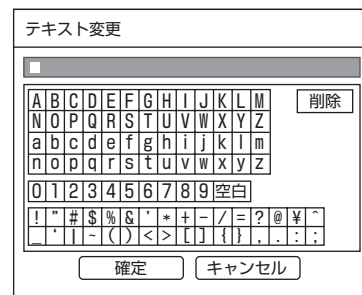 テキスト変更
A B C D E F G H I J K L M 削除
N O P Q R S T U V W X Y Z
a b c d e f g h i j k l m
n o p q r s t u v w x y z
0 1 2 3 4 5 6 7 8 9 空白
! " # $ % & ' * + - / = ? @ ¥ ^
_ ` | ~ ( ) < > [ ] { } , . : ;
確定 キャンセル